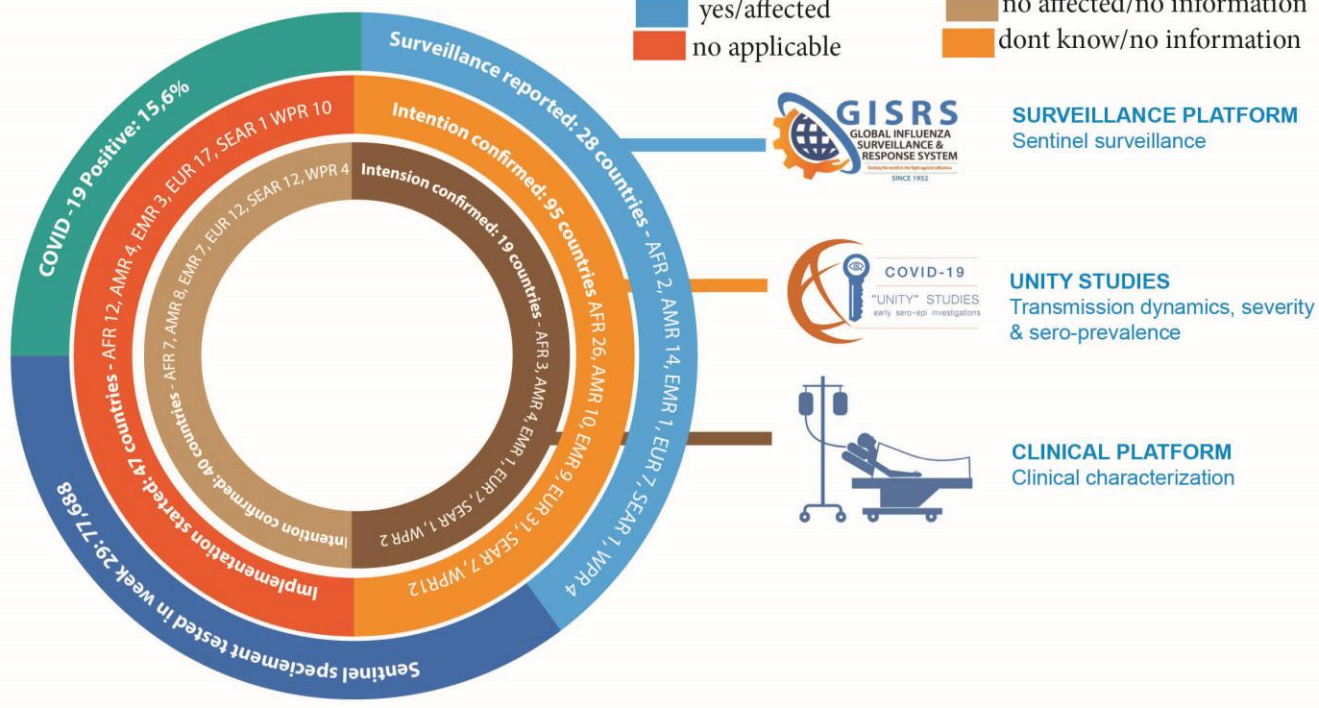 yes/affected
no affected/no information
no applicable
dont know/no information
COVID-19 Positive: 15,6%
Surveillance reported: 28 countries - AFR 2, AMR 14, EMR 1, EUR 7, SEAR 1, WPR 4
Sentinel speciement tested in week 29: 77,688
Implementation started: 47 countries - AFR 12, AMR 4, EMR 3, EUR 17, SEAR 1 WPR 10
Intention confirmed: 95 countries AFR 26, AMR 10, EMR 9, EUR 31, SEAR 7, WPR12
Intention confirmed: 40 countries - AFR 7, AMR 8, EMR 7, EUR 12, SEAR 12, WPR 4
Intension confirmed: 19 countries - AFR 3, AMR 4, EMR 1, EUR 7, SEAR 1, WPR 2
GISRS
GLOBAL INFLUENZA
SURVEILLANCE &
RESPONSE SYSTEM
SINCE 1952
SURVEILLANCE PLATFORM
Sentinel surveillance
COVID-19
"UNITY" STUDIES
early sero-epi investigations
UNITY STUDIES
Transmission dynamics, severity
& sero-prevalence
CLINICAL PLATFORM
Clinical characterization